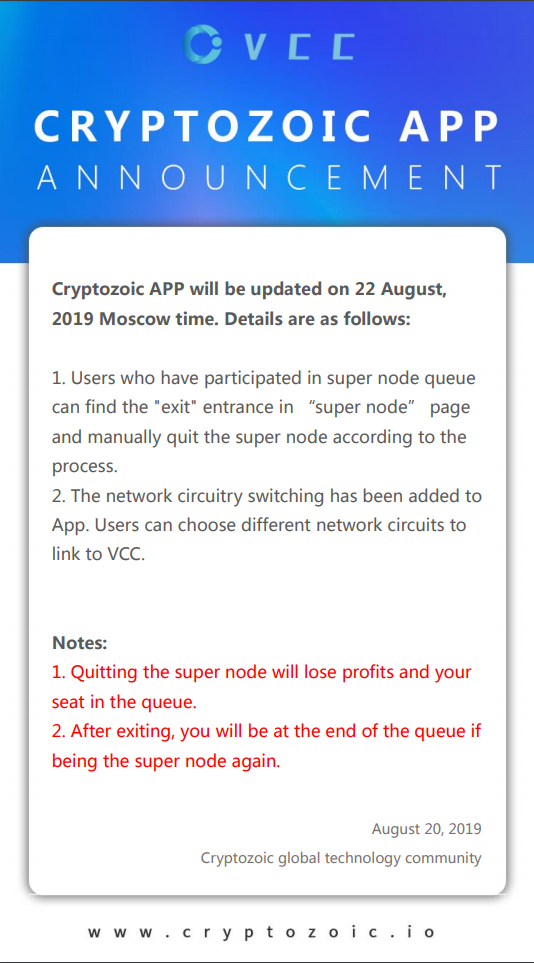 VCC
CRYPTOZOIC APP
ANNOUNCEMENT
Cryptozoic APP will be updated on 22 August,
2019 Moscow time. Details are as follows:
1. Users who have participated in super node queue
can find the "exit" entrance in “super node” page
and manually quit the super node according to the
process.
2. The network circuitry switching has been added to
App. Users can choose different network circuits to
link to VCC.
Notes:
1. Quitting the super node will lose profits and your
seat in the queue.
2. After exiting, you will be at the end of the queue if
being the super node again.
August 20, 2019
Cryptozoic global technology community
www.cryptozoic.io